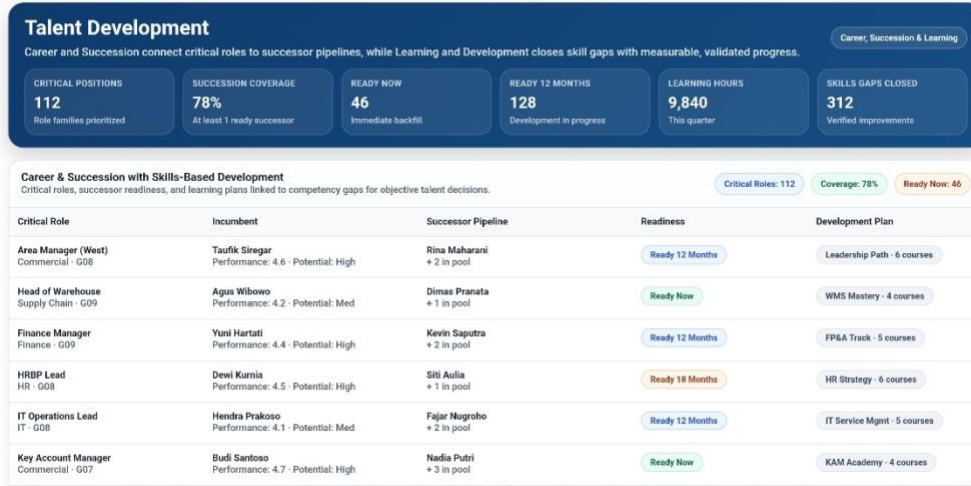 Talent Development
Career and Succession connect critical roles to successor pipelines, while Learning and Development closes skill gaps with measurable, validated progress.
Career, Succession & Learning
CRITICAL POSITIONS
112
Role families prioritized
SUCCESSION COVERAGE
78%
At least 1 ready successor
READY NOW
46
Immediate backfill
READY 12 MONTHS
128
Development in progress
LEARNING HOURS
9,840
This quarter
SKILLS GAPS CLOSED
312
Verified improvements
Career & Succession with Skills-Based Development
Critical roles, successor readiness, and learning plans linked to competency gaps for objective talent decisions.
Critical Roles: 112 Coverage: 78% Ready Now: 46
Critical Role Incumbent Successor Pipeline Readiness Development Plan
Area Manager (West) Taufik Siregar Rina Maharani Ready 12 Months Leadership Path · 6 courses
Commercial · G08 Performance: 4.6 · Potential: High + 2 in pool
Head of Warehouse Agus Wibowo Dimas Pranata Ready Now WMS Mastery · 4 courses
Supply Chain · G09 Performance: 4.2 · Potential: Med + 1 in pool
Finance Manager Yuni Hartati Kevin Saputra Ready 12 Months FP&A Track · 5 courses
Finance · G09 Performance: 4.4 · Potential: High + 2 in pool
HRBP Lead Dewi Kurnia Siti Aulia Ready 18 Months HR Strategy · 6 courses
HR · G08 Performance: 4.5 · Potential: High + 1 in pool
IT Operations Lead Hendra Prakoso Fajar Nugroho Ready 12 Months IT Service Mgmt · 5 courses
IT · G08 Performance: 4.1 · Potential: Med + 2 in pool
Key Account Manager Budi Santoso Nadia Putri Ready Now KAM Academy · 4 courses
Commercial · G07 Performance: 4.7 · Potential: High + 3 in pool